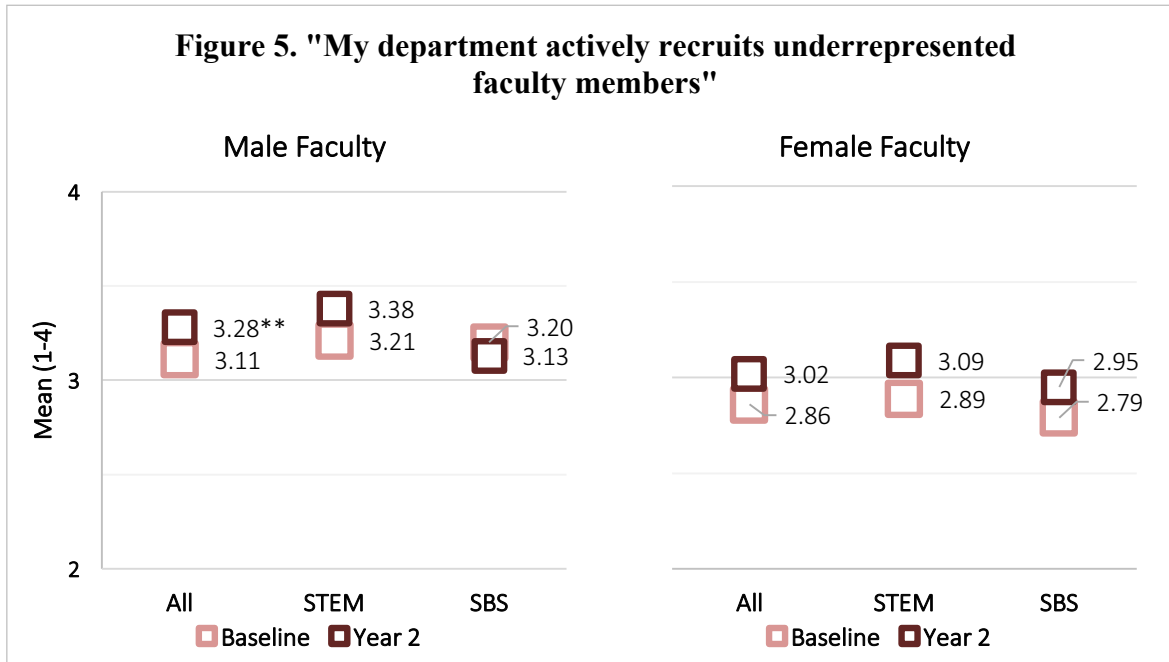 Figure 5. "My department actively recruits underrepresented
faculty members"
Male Faculty
Mean (1-4)
4
3
2
3.28**
3.11
3.38
3.21
3.20
3.13
All
STEM
SBS
Baseline
Year 2
Female Faculty
3.02
2.86
3.09
2.89
2.95
2.79
All
STEM
SBS
Baseline
Year 2